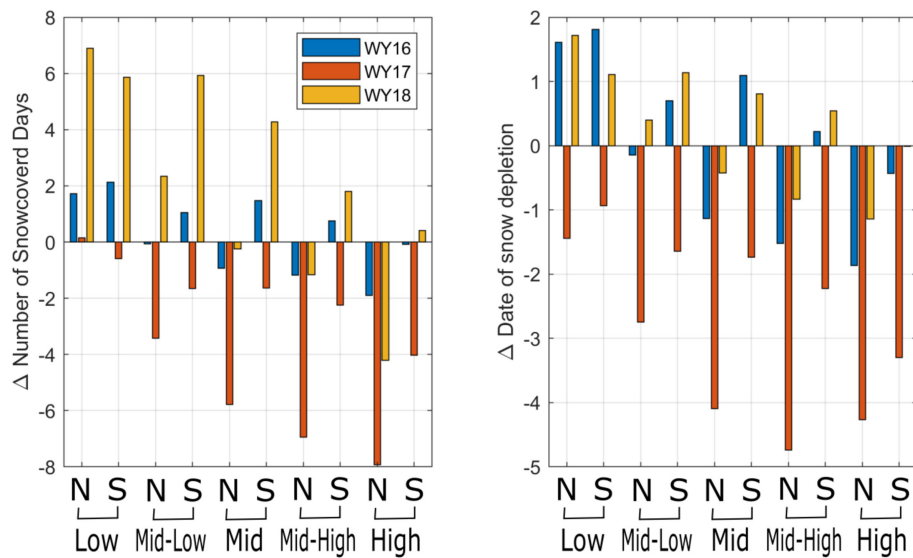 Δ Number of Snowcoverd Days
8
6
4
2
0
-2
-4
-6
-8
WY16
WY17
WY18
N S N S N S N S N S
Low Mid-Low Mid Mid-High High
Δ Date of snow depletion
2
1
0
-1
-2
-3
-4
-5
N S N S N S N S N S
Low Mid-Low Mid Mid-High High